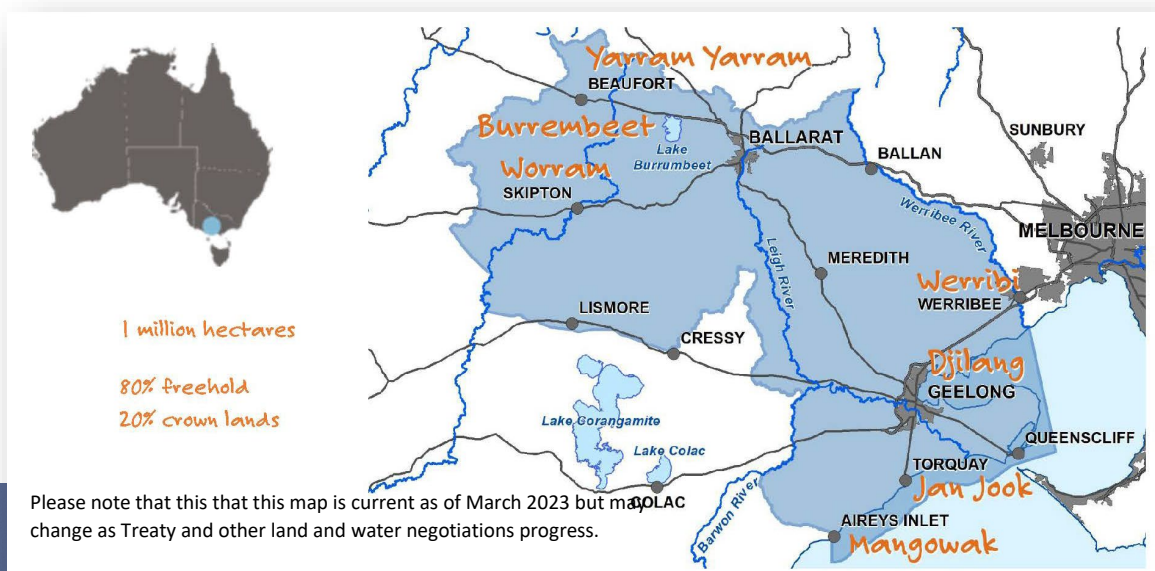 1 million hectares
80% freehold
20% crown lands
Please note that this that this map is current as of March 2023 but may
change as Treaty and other land and water negotiations progress.
Yarram Yarram
BEAUFORT
Burrembeet
Lake
Burrumbeet
BALLARAT
BALLAN
SUNBURY
Worram
SKIPTON
MELBOURNE
Werribee River
Leigh River
MEREDITH
Werribi
WERRIBEE
LISMORE
CRESSY
Djilang
GEELONG
Lake Corangamite
Lake Colac
COLAC
QUEENSCLIFF
TORQUAY
Jan Jook
Barwon River
AIREYS INLET
Mangowak